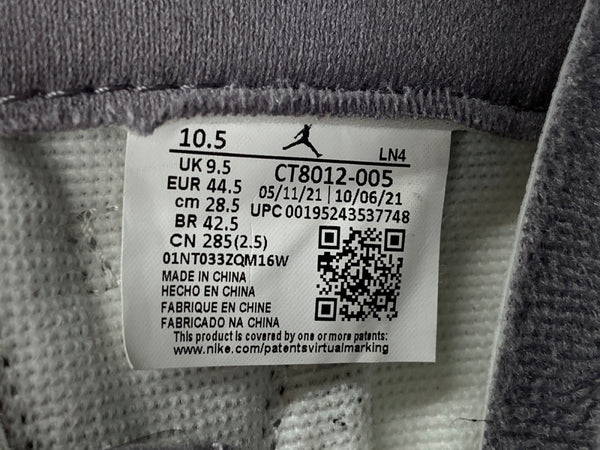 10.5 LN4
UK 9.5 CT8012-005
EUR 44.5 05/11/21 | 10/06/21
cm 28.5 UPC 00195243537748
BR 42.5
CN 285(2.5)
01NT033ZQM16W
MADE IN CHINA
HECHO EN CHINA
FABRIQUE EN CHINE
FABRICADO NA CHINA
This product is covered by one or more patents:
www.nike.com/patentsvirtualmarking